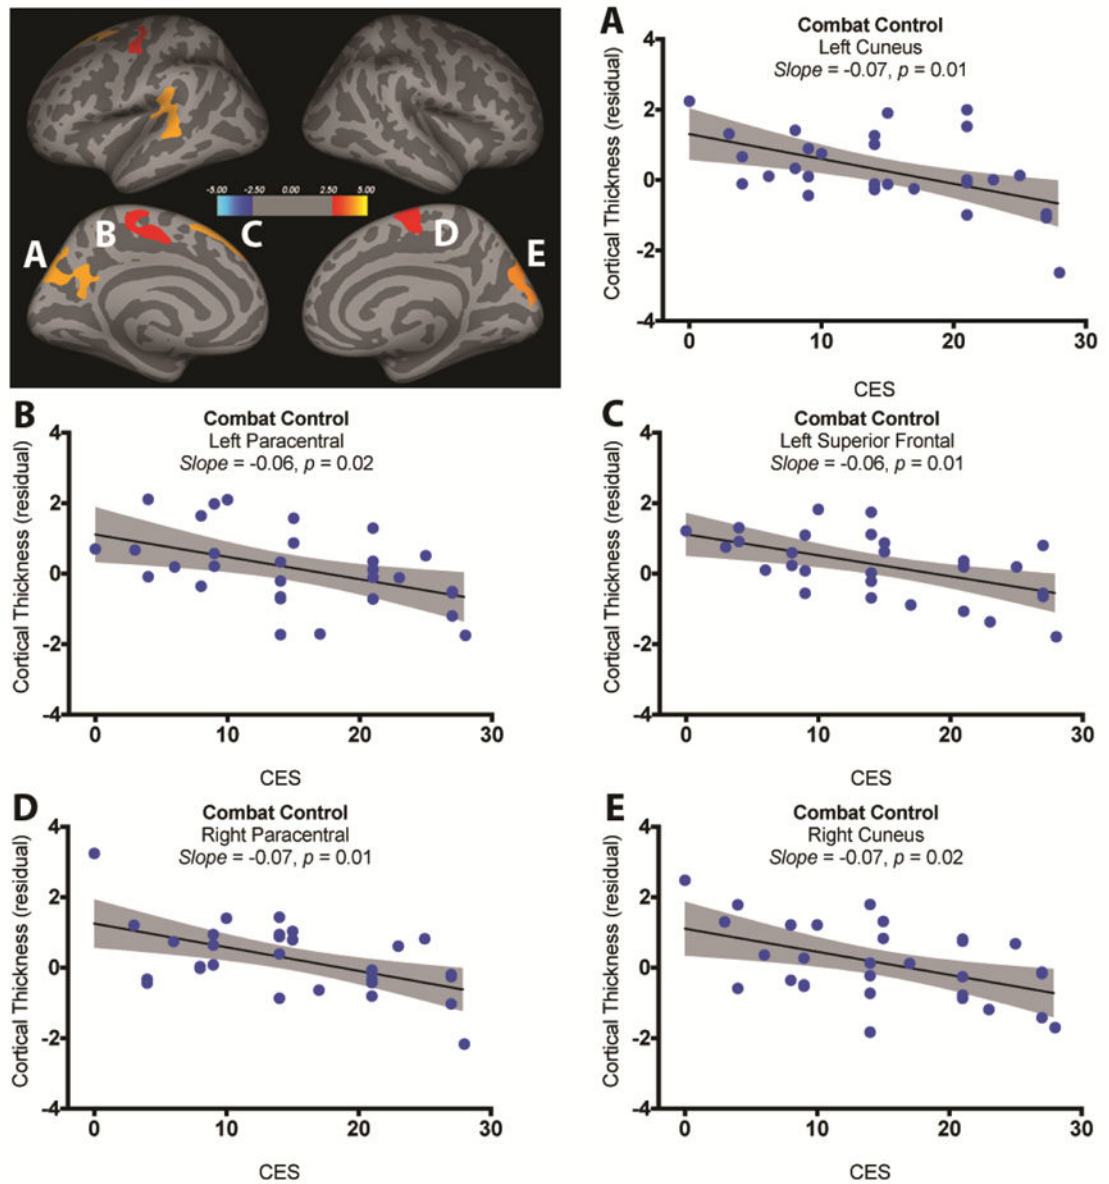 -5.00 -2.50 0.00 2.50 5.00
A B C D E
A
Combat Control
Left Cuneus
Slope = -0.07, p = 0.01
Cortical Thickness (residual)
4
2
0
-2
-4
0 10 20 30
CES
B
Combat Control
Left Paracentral
Slope = -0.06, p = 0.02
Cortical Thickness (residual)
4
2
0
-2
-4
0 10 20 30
CES
C
Combat Control
Left Superior Frontal
Slope = -0.06, p = 0.01
Cortical Thickness (residual)
4
2
0
-2
-4
0 10 20 30
CES
D
Combat Control
Right Paracentral
Slope = -0.07, p = 0.01
Cortical Thickness (residual)
4
2
0
-2
-4
0 10 20 30
CES
E
Combat Control
Right Cuneus
Slope = -0.07, p = 0.02
Cortical Thickness (residual)
4
2
0
-2
-4
0 10 20 30
CES